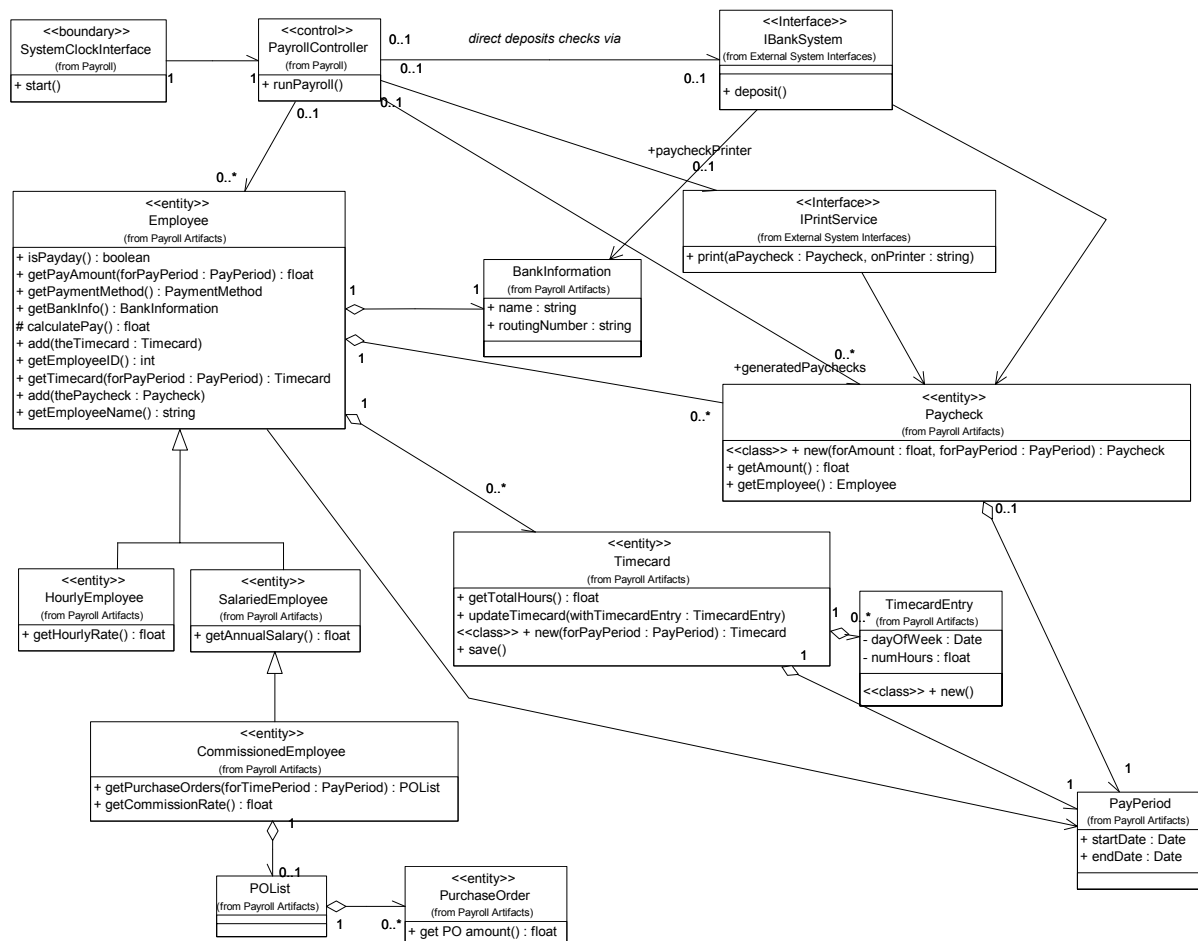 <<boundary>>
SystemClockInterface
(from Payroll)
+ start()
1
1
<<control>>
PayrollController
(from Payroll)
+ runPayroll()
0..1
direct deposits checks via
0..1
0..1
0..1
0..1
<<Interface>>
IBankSystem
(from External System Interfaces)
+ deposit()
+paycheckPrinter
0..1
0..*
<<Interface>>
IPrintService
(from External System Interfaces)
+ print(aPaycheck : Paycheck, onPrinter : string)
<<entity>>
Employee
(from Payroll Artifacts)
+ isPayday() : boolean
+ getPayAmount(forPayPeriod : PayPeriod) : float
+ getPaymentMethod() : PaymentMethod
+ getBankInfo() : BankInformation
# calculatePay() : float
+ add(theTimecard : Timecard)
+ getEmployeeID() : int
+ getTimecard(forPayPeriod : PayPeriod) : Timecard
+ add(thePaycheck : Paycheck)
+ getEmployeeName() : string
1
1
BankInformation
(from Payroll Artifacts)
+ name : string
+ routingNumber : string
1
0..*
+generatedPaychecks
0..*
1
<<entity>>
Paycheck
(from Payroll Artifacts)
<<class>> + new(forAmount : float, forPayPeriod : PayPeriod) : Paycheck
+ getAmount() : float
+ getEmployee() : Employee
0..1
0..*
<<entity>>
Timecard
(from Payroll Artifacts)
+ getTotalHours() : float
+ updateTimecard(withTimecardEntry : TimecardEntry)
<<class>> + new(forPayPeriod : PayPeriod) : Timecard
+ save()
1
0..*
1
TimecardEntry
(from Payroll Artifacts)
- dayOfWeek : Date
- numHours : float
<<class>> + new()
<<entity>>
HourlyEmployee
(from Payroll Artifacts)
+ getHourlyRate() : float
<<entity>>
SalariedEmployee
(from Payroll Artifacts)
+ getAnnualSalary() : float
<<entity>>
CommissionedEmployee
(from Payroll Artifacts)
+ getPurchaseOrders(forTimePeriod : PayPeriod) : POList
+ getCommissionRate() : float
1
0..1
1
1
PayPeriod
(from Payroll Artifacts)
+ startDate : Date
+ endDate : Date
POList
(from Payroll Artifacts)
1
0..*
<<entity>>
PurchaseOrder
(from Payroll Artifacts)
+ get PO amount() : float